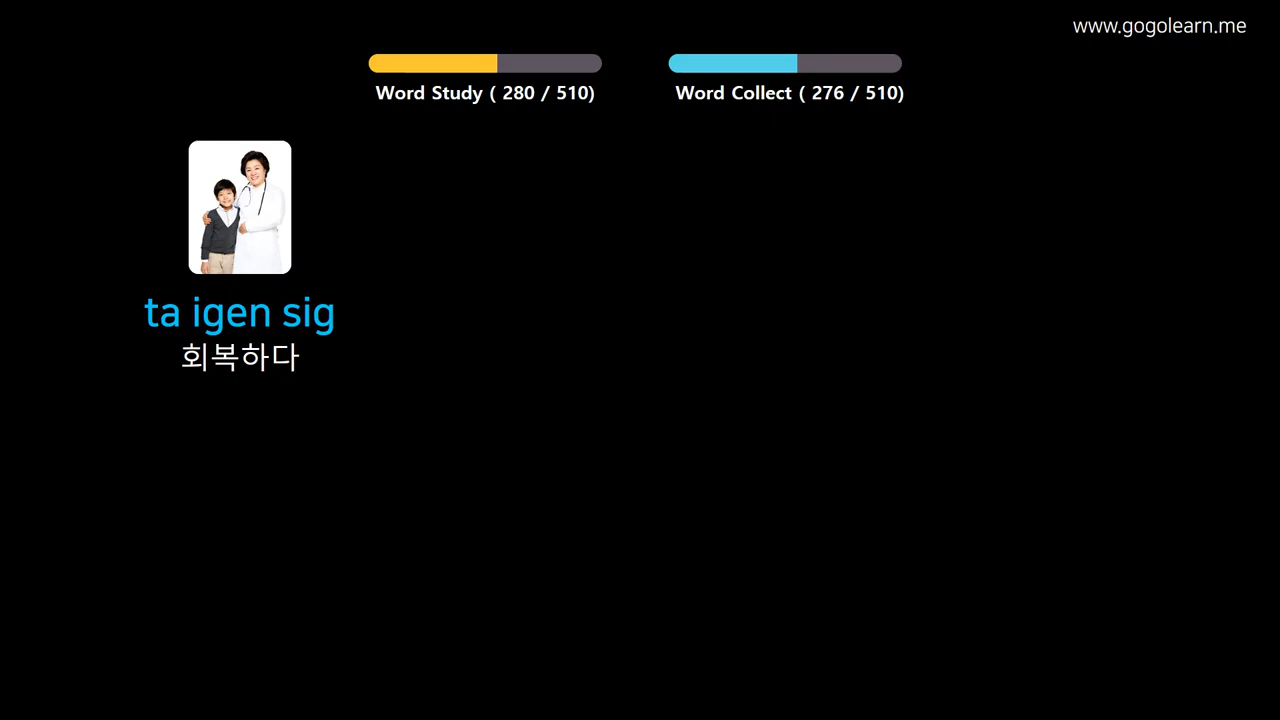 www.gogolearn.me
Word Study ( 280 / 510)
Word Collect ( 276 / 510)
ta igen sig
회복하다